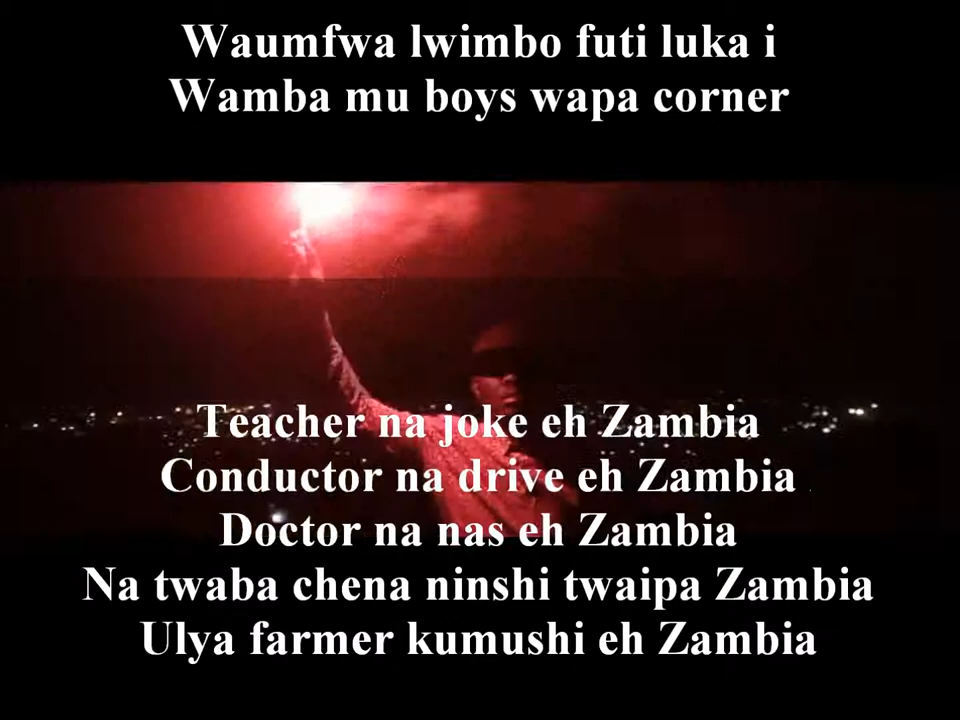 Waumfwa lwimbo futi luka i
Wamba mu boys wapa corner
Teacher na joke eh Zambia
Conductor na drive eh Zambia
Doctor na nas eh Zambia
Na twaba chena ninshi twaipa Zambia
Ulya farmer kumushi eh Zambia